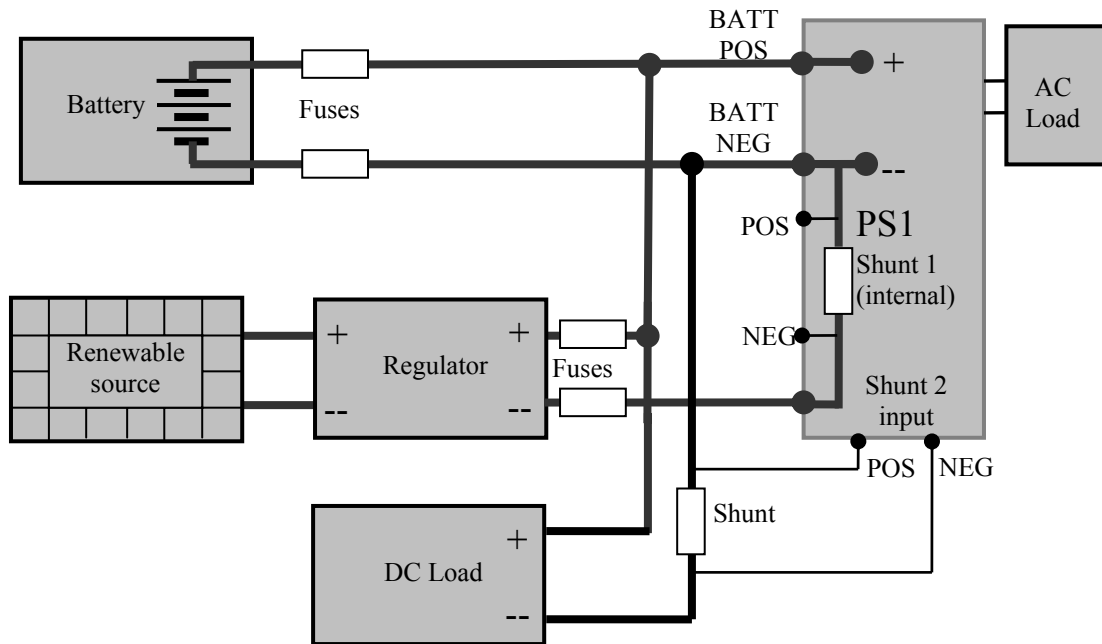 BATT
POS
+
AC
Load
Battery
Fuses
BATT
NEG
--
POS
PS1
Shunt 1
(internal)
NEG
Renewable
source
+
--
Regulator
+
--
Fuses
Shunt 2
input
POS
NEG
Shunt
DC Load
+
--